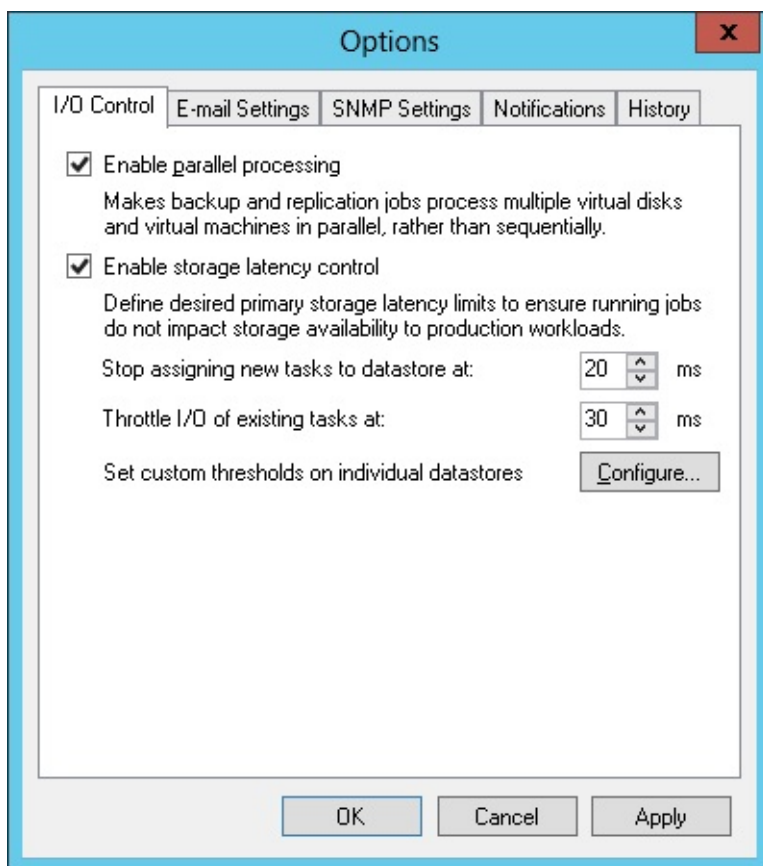 Options
x
I/O Control
E-mail Settings
SNMP Settings
Notifications
History
Enable parallel processing
Makes backup and replication jobs process multiple virtual disks
and virtual machines in parallel, rather than sequentially.
Enable storage latency control
Define desired primary storage latency limits to ensure running jobs
do not impact storage availability to production workloads.
Stop assigning new tasks to datastore at: 20 ms
Throttle I/O of existing tasks at: 30 ms
Set custom thresholds on individual datastores Configure...
OK Cancel Apply